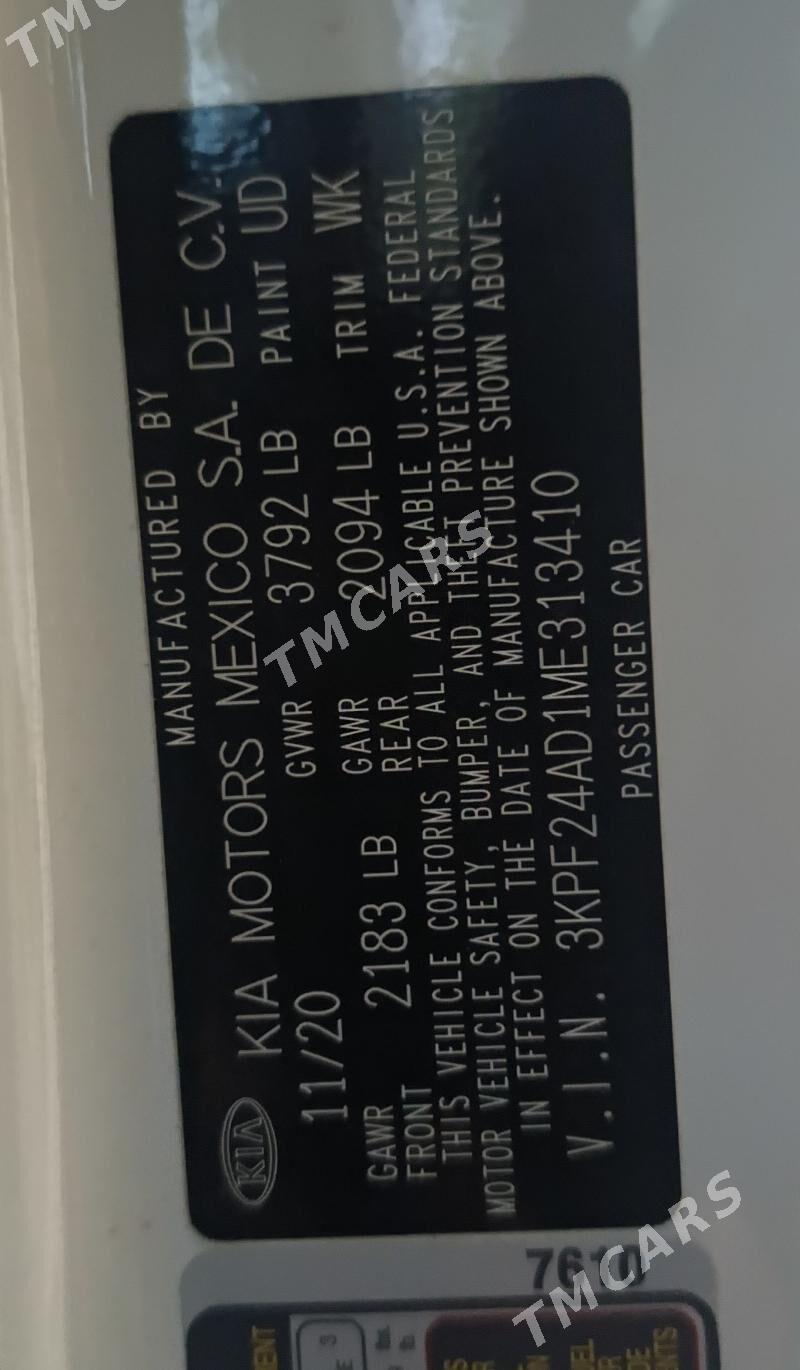 MANUFACTURED BY
KIA KIA MOTORS MEXICO S.A. DE C.V.
11/20 GVWR 3792 LB PAINT UD
GAWR FRONT 2183 LB GAWR REAR 2094 LB TRIM WK
THIS VEHICLE CONFORMS TO ALL APPLICABLE U.S.A. FEDERAL
MOTOR VEHICLE SAFETY, BUMPER, AND THEFT PREVENTION STANDARDS
IN EFFECT ON THE DATE OF MANUFACTURE SHOWN ABOVE.
V.I.N. 3KPF24AD1ME313410
PASSENGER CAR
7610
TMCARS
TMCARS